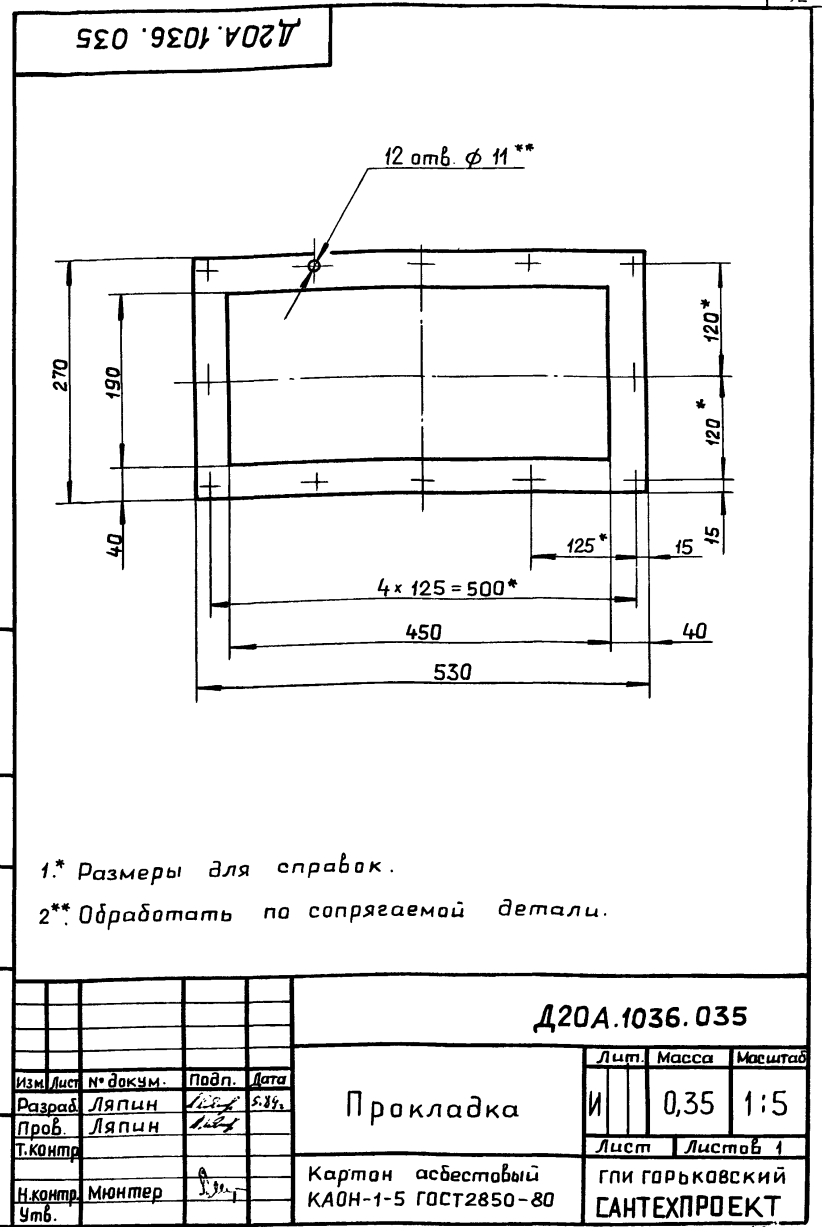 Д20А.1036.035
12 отв. ф 11**
270
190
40
120*
120*
15
125*
15
4×125=500*
450
40
530
1.* Размеры для справок.
2**. Обработать по сопрягаемой детали.
Д20А.1036.035
Изм. Лист № докум. Подп. Дата
Разраб. Ляпин 5.84г.
Пров. Ляпин
Т.контр.
Н.контр. Мюнтер
Утв.
Прокладка
Лит. Масса Масштаб
И 0,35 1:5
Лист Листов 1
Картон асбестовый
КАОН-1-5 ГОСТ2850-80
ГПИ ГОРЬКОВСКИЙ
САНТЕХПРОЕКТ